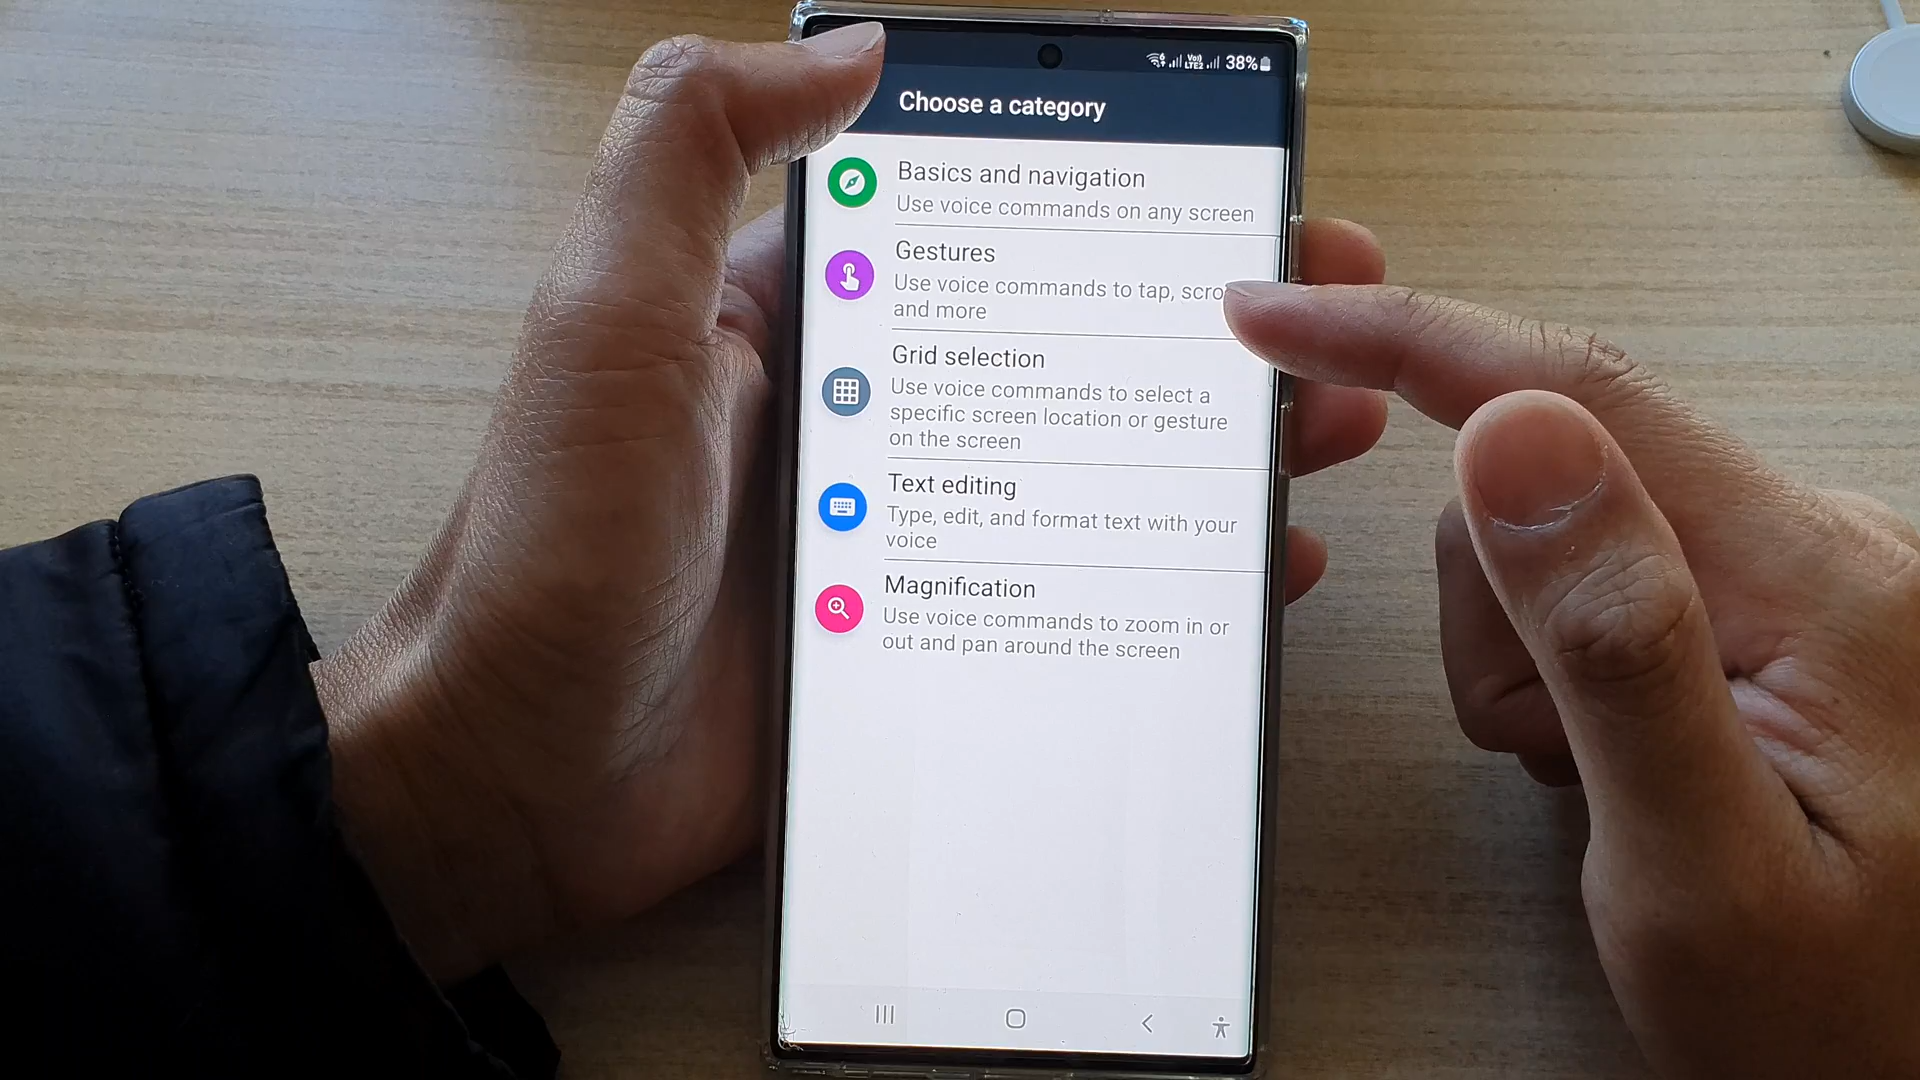 Vo)) LTE2 38%
Choose a category
Basics and navigation
Use voice commands on any screen
Gestures
Use voice commands to tap, scro
and more
Grid selection
Use voice commands to select a
specific screen location or gesture
on the screen
Text editing
Type, edit, and format text with your
voice
Magnification
Use voice commands to zoom in or
out and pan around the screen